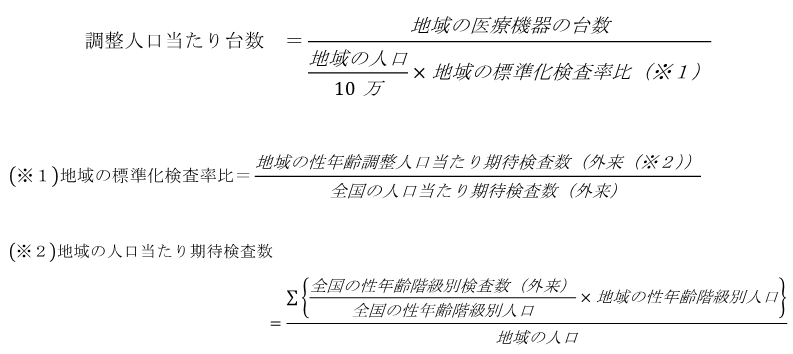 調整人口当たり台数 = 地域の医療機器の台数
地域の人口
10 万
× 地域の標準化検査率比（※１）
(※１)地域の標準化検査率比＝
地域の性年齢調整人口当たり期待検査数（外来（※２））
全国の人口当たり期待検査数（外来）
(※２)地域の人口当たり期待検査数
= Σ{全国の性年齢階級別検査数（外来）
全国の性年齢階級別人口
× 地域の性年齢階級別人口}
地域の人口